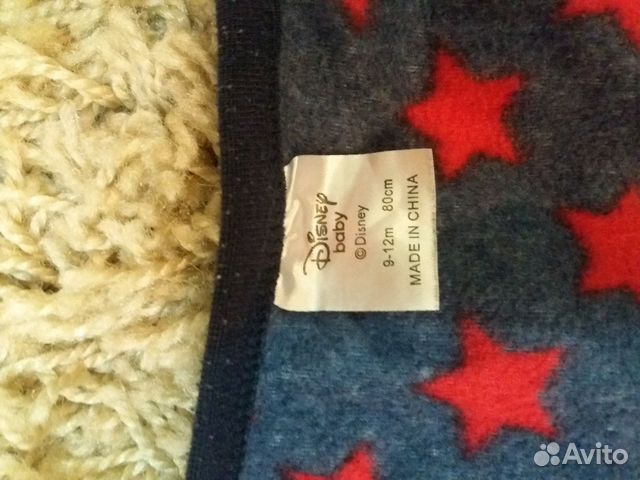 Disney
baby
©Disney
9-12m 80cm
MADE IN CHINA
Avito